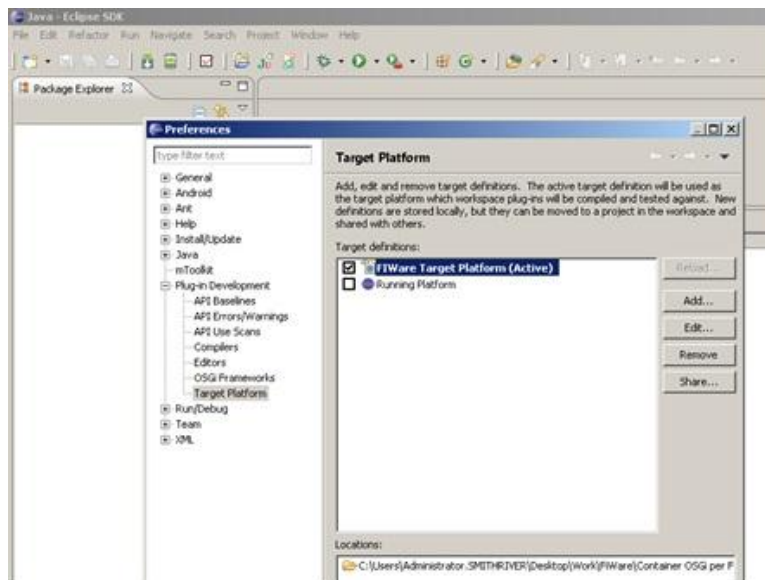 Java - Eclipse SDK
File Edit Refactor Run Navigate Search Project Window Help
Package Explorer
Preferences
type filter text
General
Android
Ant
Help
Install/Update
Java
mToolkit
Plug-in Development
API Baselines
API Errors/Warnings
API Use Scans
Compilers
Editors
OSGi Frameworks
Target Platform
Run/Debug
Team
XML
Target Platform
Add, edit and remove target definitions. The active target definition will be used as
the target platform which workspace plug-ins will be compiled and tested against. New
definitions are stored locally, but they can be moved to a project in the workspace and
shared with others.
Target definitions:
FIWare Target Platform (Active)
Running Platform
Reload...
Add...
Edit...
Remove
Share...
Locations:
C:\Users\Administrator.SMITHRIVER\Desktop\Work\FiWare\Container OSGi per F